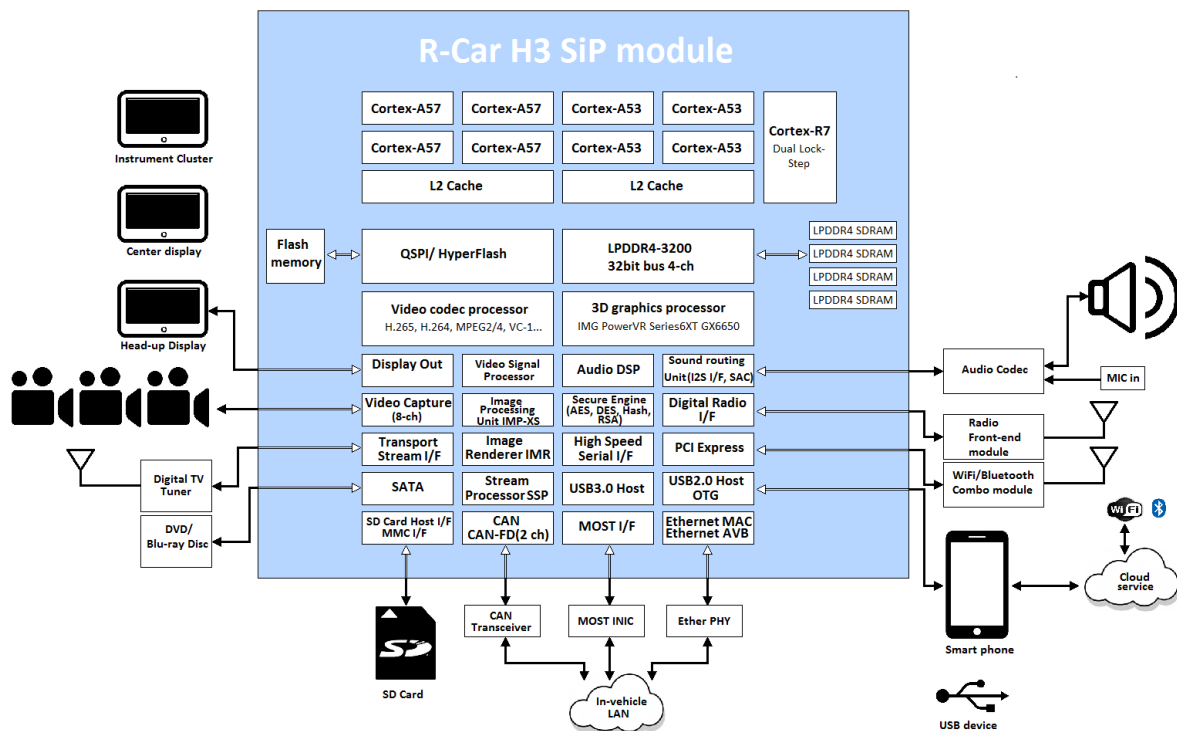 R-Car H3 SiP module
Cortex-A57
Cortex-A57
Cortex-A53
Cortex-A53
Cortex-R7
Dual Lock-
Step
Cortex-A57
Cortex-A57
Cortex-A53
Cortex-A53
L2 Cache
L2 Cache
Instrument Cluster
Center display
Head-up Display
Flash
memory
QSPI/ HyperFlash
LPDDR4-3200
32bit bus 4-ch
LPDDR4 SDRAM
LPDDR4 SDRAM
LPDDR4 SDRAM
LPDDR4 SDRAM
Video codec processor
H.265, H.264, MPEG2/4, VC-1...
3D graphics processor
IMG PowerVR Series6XT GX6650
Display Out
Video Signal
Processor
Audio DSP
Sound routing
Unit(I2S I/F, SAC)
Audio Codec
MIC in
Video Capture
(8-ch)
Image
Processing
Unit IMP-XS
Secure Engine
(AES, DES, Hash,
RSA)
Digital Radio
I/F
Radio
Front-end
module
Transport
Stream I/F
Image
Renderer IMR
High Speed
Serial I/F
PCI Express
WiFi/Bluetooth
Combo module
Digital TV
Tuner
SATA
Stream
Processor SSP
USB3.0 Host
USB2.0 Host
OTG
DVD/
Blu-ray Disc
SD Card Host I/F
MMC I/F
CAN
CAN-FD(2 ch)
MOST I/F
Ethernet MAC
Ethernet AVB
WiFi
Cloud
service
SD
SD Card
CAN
Transceiver
MOST INIC
Ether PHY
In-vehicle
LAN
Smart phone
USB device